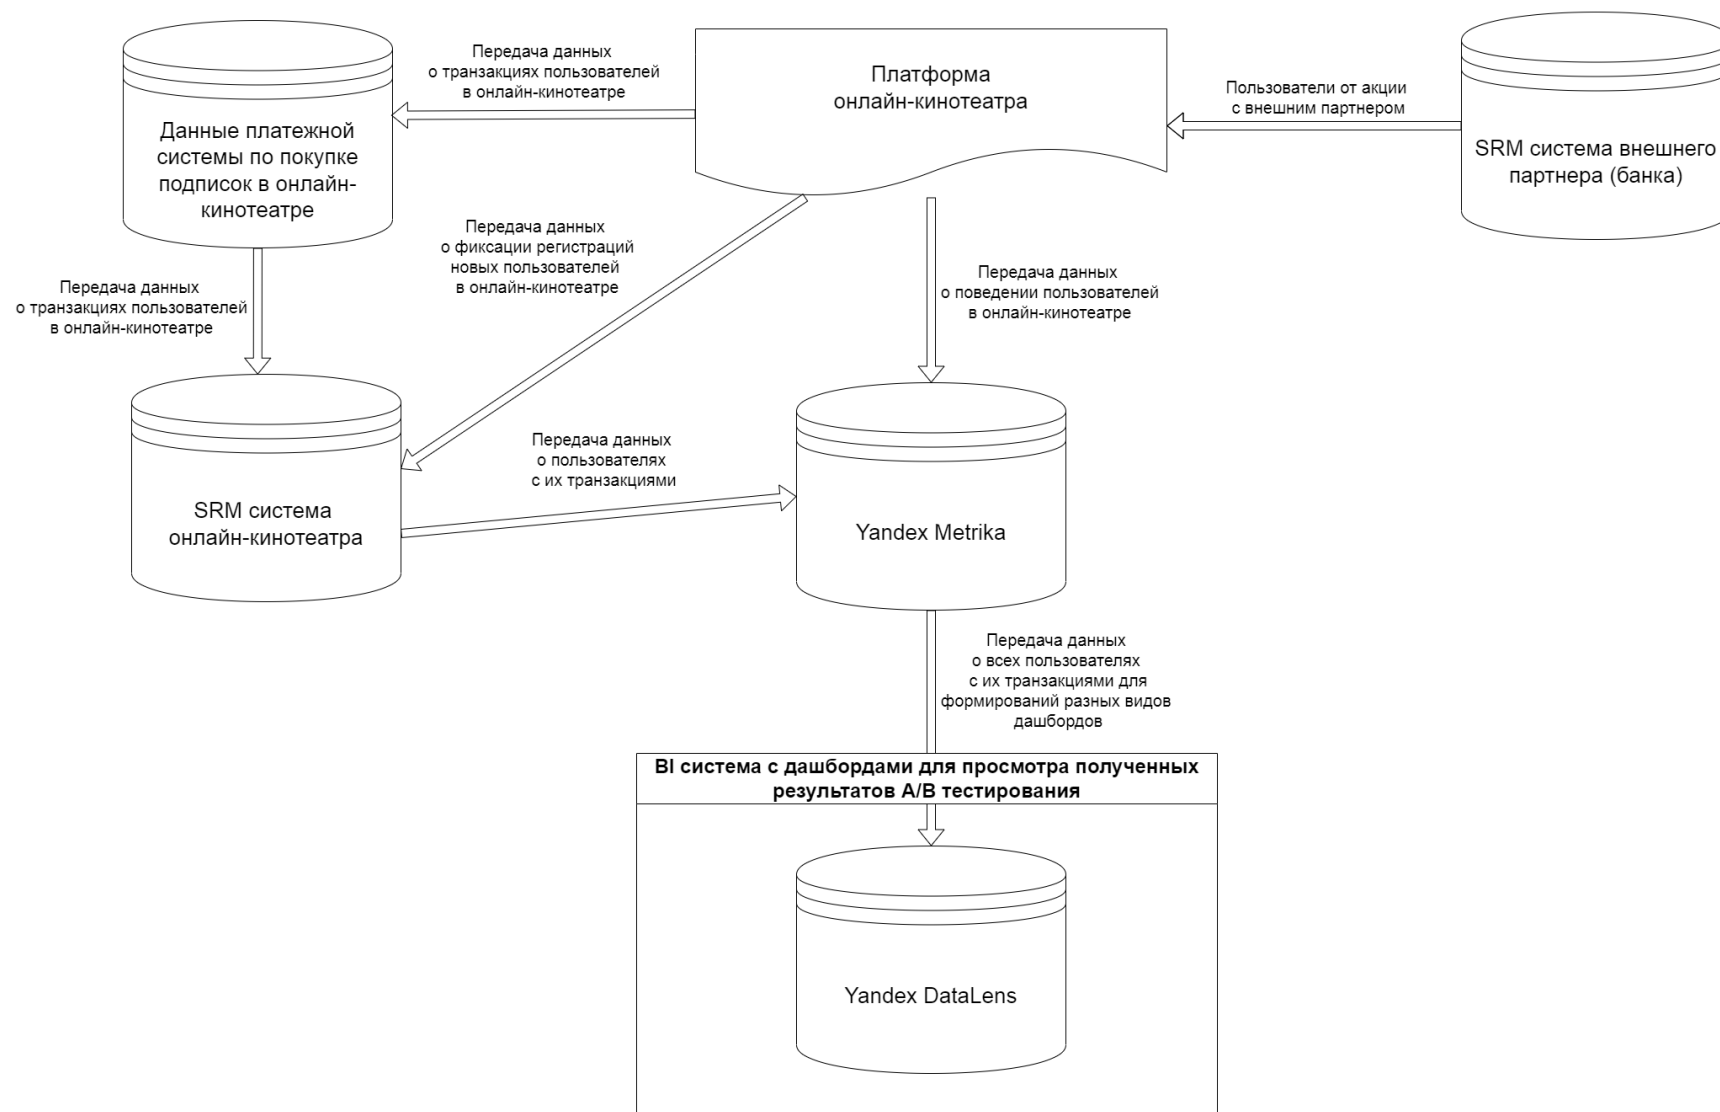 Передача данных
о транзакциях пользователей
в онлайн-кинотеатре
Платформа
онлайн-кинотеатра
Пользователи от акции
с внешним партнером
Данные платежной
системы по покупке
подписок в онлайн-
кинотеатре
SRM система внешнего
партнера (банка)
Передача данных
о фиксации регистраций
новых пользователей
в онлайн-кинотеатре
Передача данных
о поведении пользователей
в онлайн-кинотеатре
Передача данных
о транзакциях пользователей
в онлайн-кинотеатре
Передача данных
о пользователях
с их транзакциями
SRM система
онлайн-кинотеатра
Yandex Metrika
Передача данных
о всех пользователях
с их транзакциями для
формирований разных видов
дашбордов
BI система с дашбордами для просмотра полученных
результатов А/В тестирования
Yandex DataLens